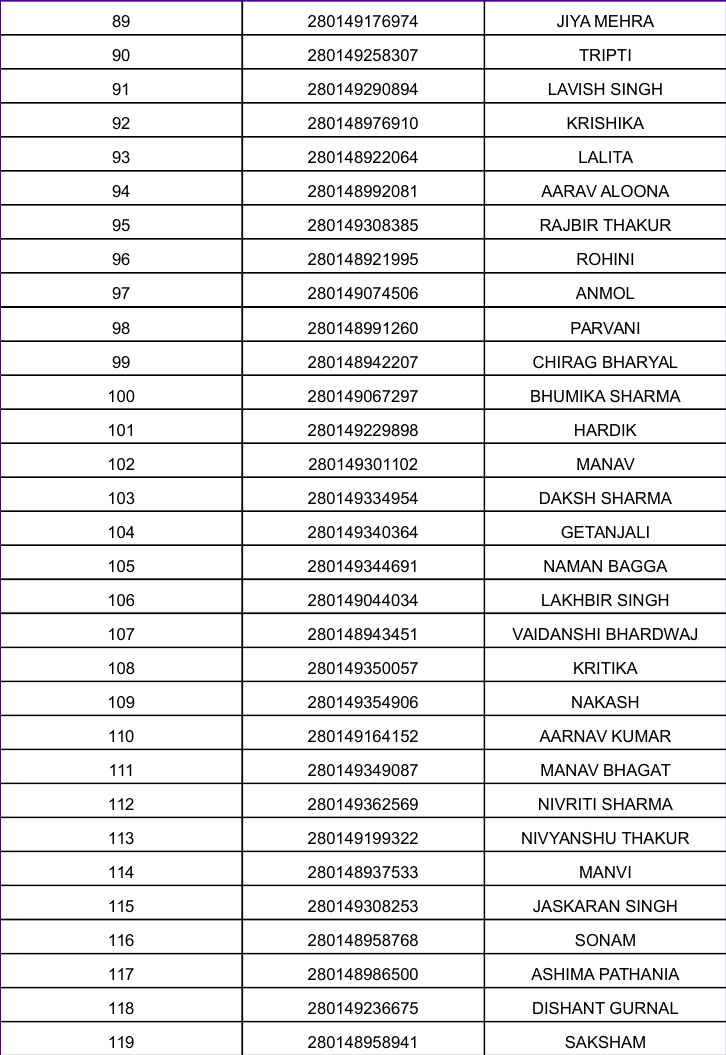 89 280149176974 JIYA MEHRA
90 280149258307 TRIPTI
91 280149290894 LAVISH SINGH
92 280148976910 KRISHIKA
93 280148922064 LALITA
94 280148992081 AARAV ALOONA
95 280149308385 RAJBIR THAKUR
96 280148921995 ROHINI
97 280149074506 ANMOL
98 280148991260 PARVANI
99 280148942207 CHIRAG BHARYAL
100 280149067297 BHUMIKA SHARMA
101 280149229898 HARDIK
102 280149301102 MANAV
103 280149334954 DAKSH SHARMA
104 280149340364 GETANJALI
105 280149344691 NAMAN BAGGA
106 280149044034 LAKHBIR SINGH
107 280148943451 VAIDANSHI BHARDWAJ
108 280149350057 KRITIKA
109 280149354906 NAKASH
110 280149164152 AARNAV KUMAR
111 280149349087 MANAV BHAGAT
112 280149362569 NIVRITI SHARMA
113 280149199322 NIVYANSHU THAKUR
114 280148937533 MANVI
115 280149308253 JASKARAN SINGH
116 280148958768 SONAM
117 280148986500 ASHIMA PATHANIA
118 280149236675 DISHANT GURNAL
119 280148958941 SAKSHAM